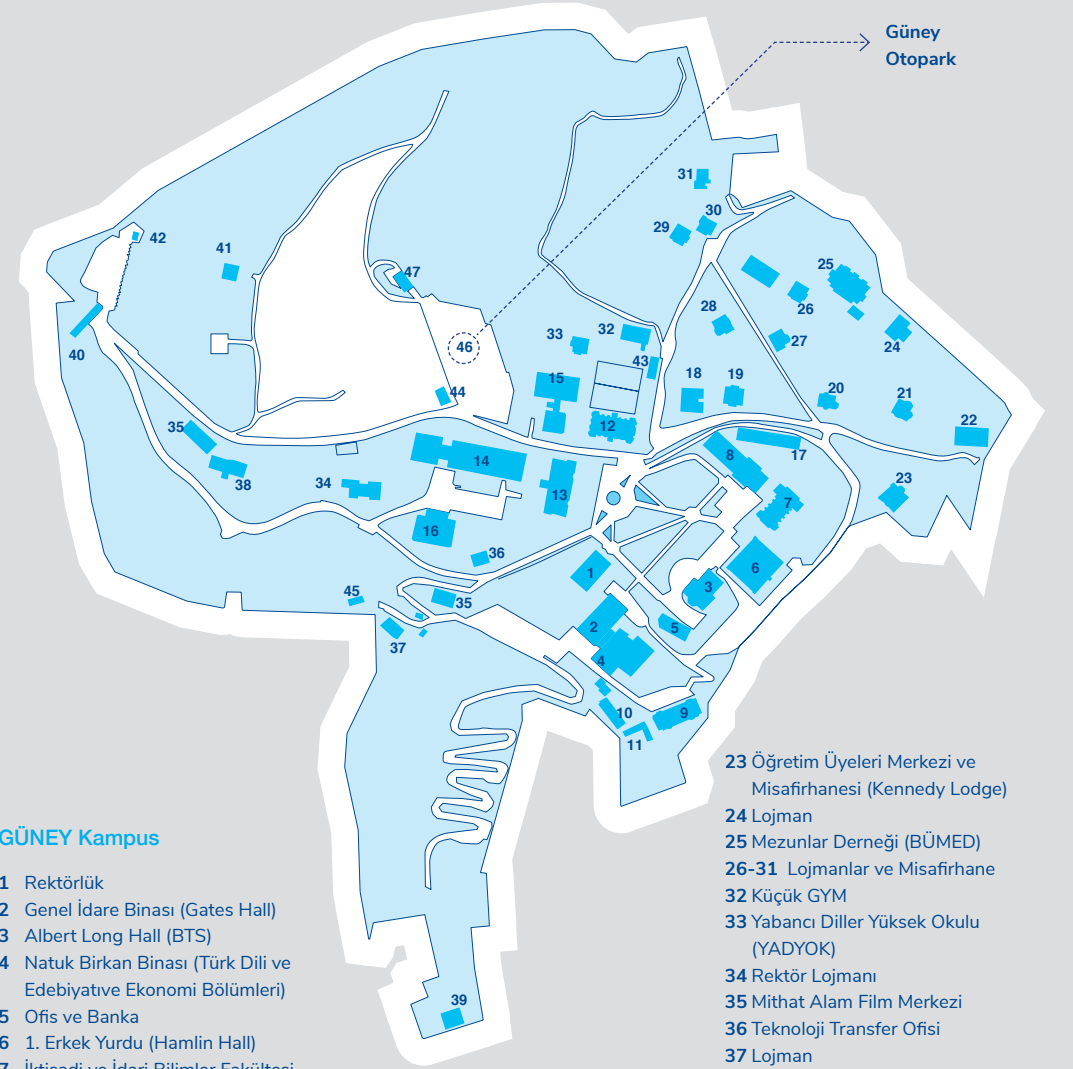 Güney
Otopark
31
30
29
42
41
25
47
26
28
33
32
27
24
46
40
43
15
18
19
20
21
44
12
22
35
8
17
14
38
34
13
23
7
16
36
6
1
3
45
35
2
5
37
4
10
9
11
39
GÜNEY Kampus
1 Rektörlük
2 Genel İdare Binası (Gates Hall)
3 Albert Long Hall (BTS)
4 Natuk Birkan Binası (Türk Dili ve
Edebiyatıve Ekonomi Bölümleri)
5 Ofis ve Banka
6 1. Erkek Yurdu (Hamlin Hall)
7 İktisadi ve İdari Bilimler Fakültesi
23 Öğretim Üyeleri Merkezi ve
Misafirhanesi (Kennedy Lodge)
24 Lojman
25 Mezunlar Derneği (BÜMED)
26-31 Lojmanlar ve Misafirhane
32 Küçük GYM
33 Yabancı Diller Yüksek Okulu
(YADYOK)
34 Rektör Lojmanı
35 Mithat Alam Film Merkezi
36 Teknoloji Transfer Ofisi
37 Lojman